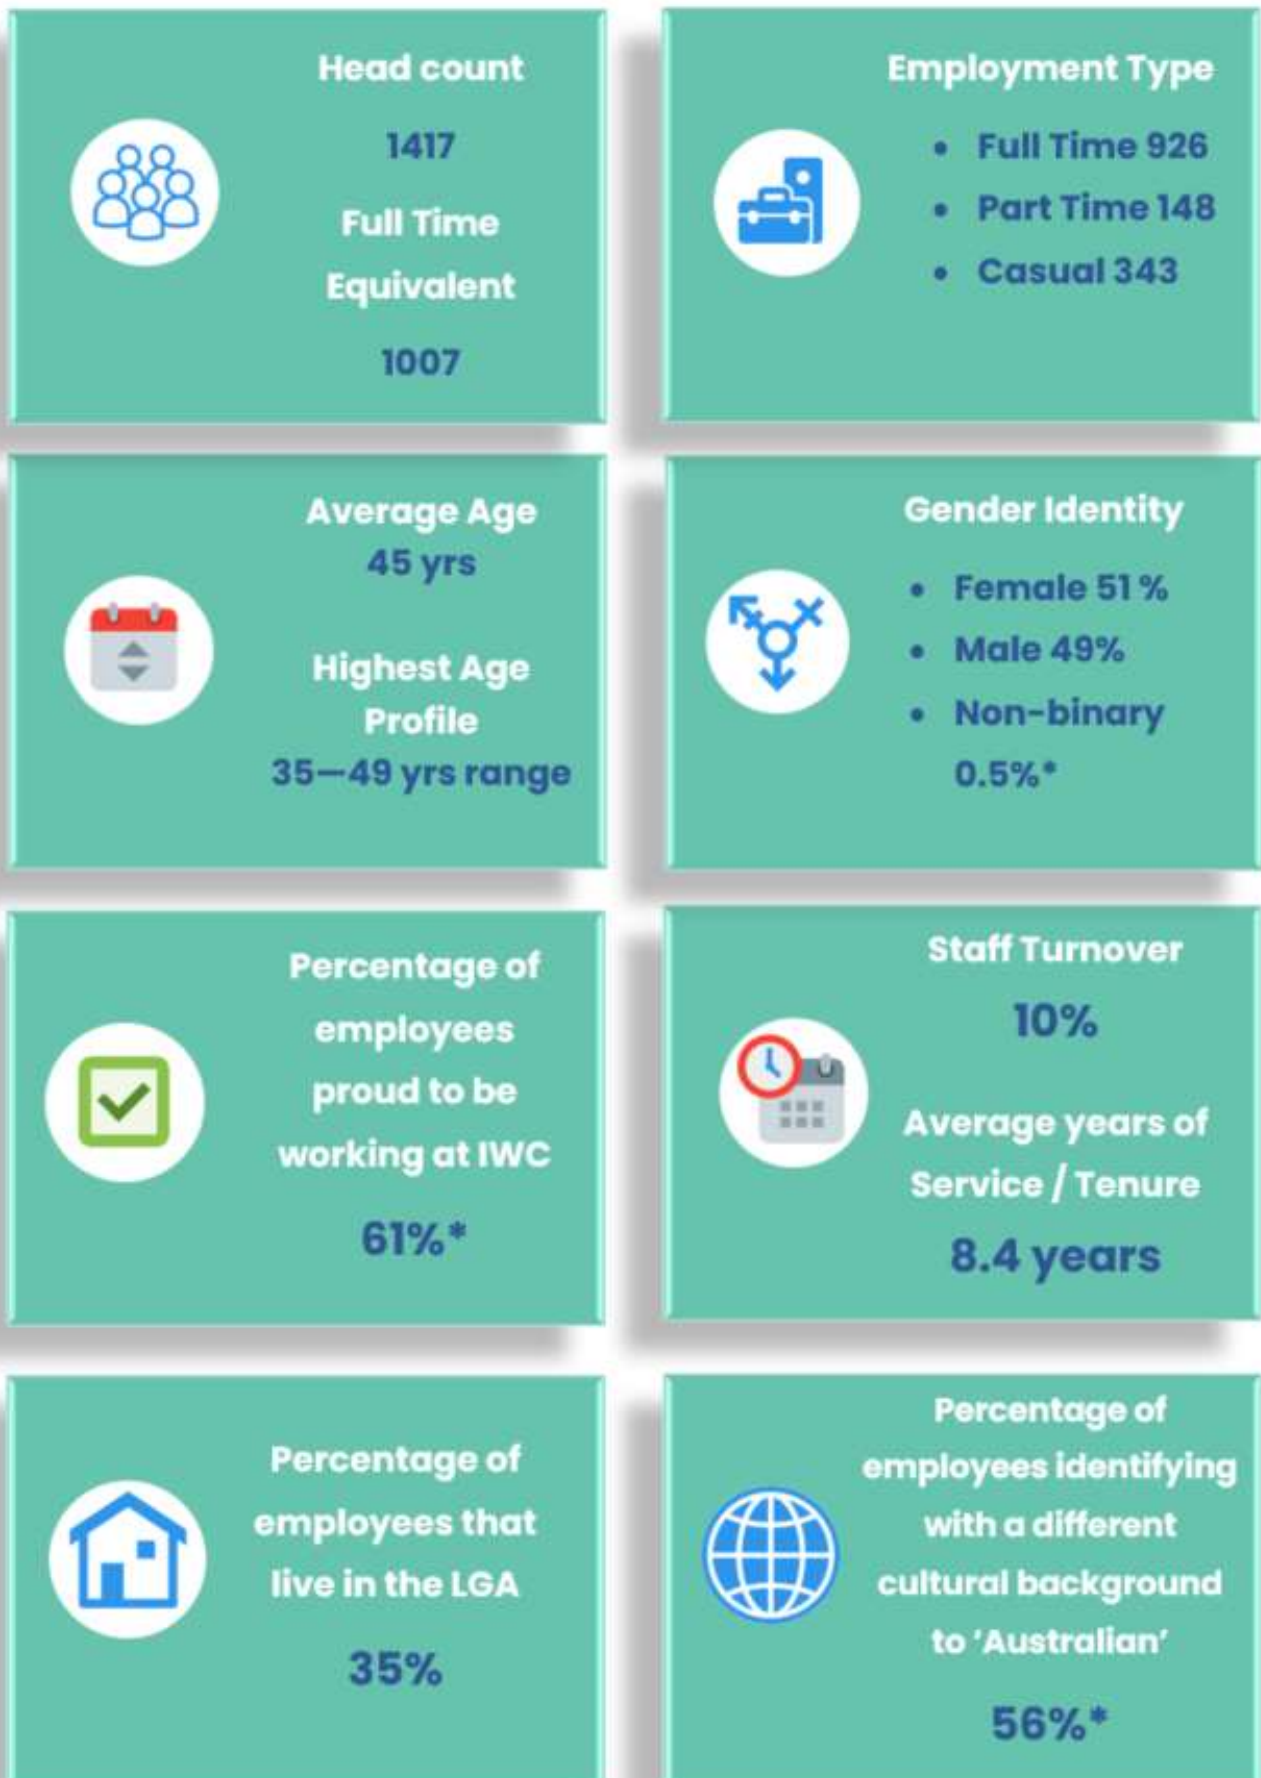 Head count
1417
Full Time
Equivalent
1007
Employment Type
• Full Time 926
• Part Time 148
• Casual 343
Average Age
45 yrs
Highest Age
Profile
35—49 yrs range
Gender Identity
• Female 51 %
• Male 49%
• Non-binary
0.5%*
Percentage of
employees
proud to be
working at IWC
61%*
Staff Turnover
10%
Average years of
Service / Tenure
8.4 years
Percentage of
employees that
live in the LGA
35%
Percentage of
employees identifying
with a different
cultural background
to ‘Australian’
56%*